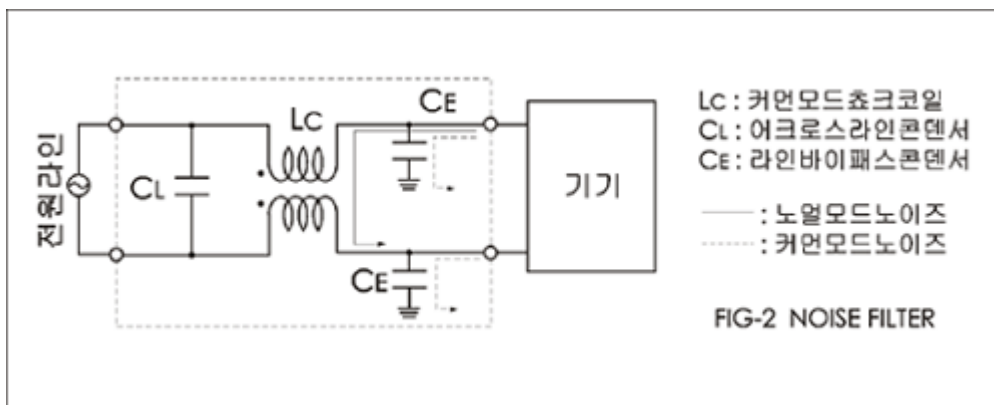 CE
LC
CL
전원라인
기기
CE
LC : 커먼모드쵸크코일
CL : 어크로스라인콘덴서
CE : 라인바이패스콘덴서
: 노멀모드노이즈
: 커먼모드노이즈
FIG-2 NOISE FILTER